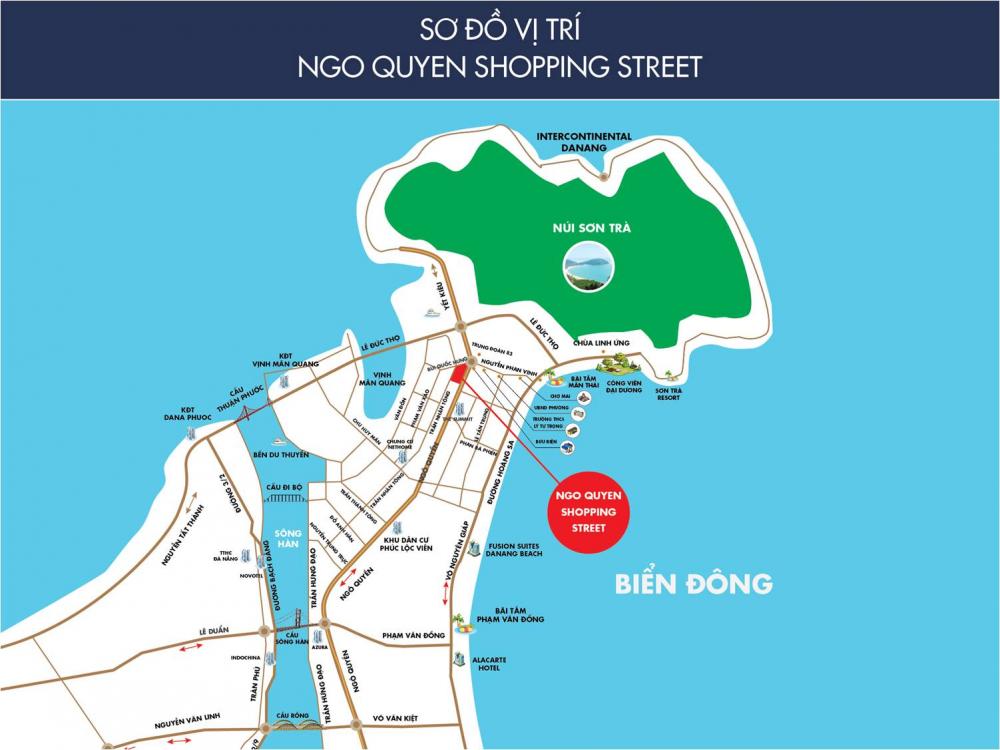 SƠ ĐỒ VỊ TRÍ
NGO QUYEN SHOPPING STREET
INTERCONTINENTAL
DANANG
NÚI SƠN TRÀ
YẾT KIÊU
LÊ ĐỨC THỌ
LÊ ĐỨC THỌ
TRUNG ĐOÀN 83
CHÙA LINH ỨNG
BÙI QUỐC HƯNG
NGUYỄN PHAN VINH
KĐT
VỊNH MÂN QUANG
VỊNH
MÂN QUANG
CẦU
THUẬN PHƯỚC
KĐT
DANA PHUOC
BÃI TẮM
MÂN THÁI
CÔNG VIÊN
ĐẠI DƯƠNG
SƠN TRÀ
RESORT
CHỢ MAI
UBND PHƯỜNG
TRƯỜNG THCS
LÝ TỰ TRỌNG
BƯU ĐIỆN
VÂN ĐỒN
PHẠM VĂN XẢO
TRẦN NHÂN TÔNG
THE SUMMIT
LÊ VĂN THỨ
CHU HUY MÂN
CHUNG CƯ
NETHOME
NGÔ QUYỀN
PHAN BÁ PHIẾN
ĐƯỜNG HOÀNG SA
BẾN DU THUYỀN
ĐƯỜNG 3/2
CẦU ĐI BỘ
TRẦN THÁNH TÔNG
TRẦN NHÂN TÔNG
NGO QUYEN
SHOPPING
STREET
NGUYỄN TẤT THÀNH
SÔNG
HÀN
ĐỖ ANH HÀN
NGUYỄN TRUNG TRỰC
KHU DÂN CƯ
PHÚC LỘC VIÊN
VÕ NGUYÊN GIÁP
FUSION SUITES
DANANG BEACH
TTHC
ĐÀ NẴNG
NOVOTEL
ĐƯỜNG BẠCH ĐẰNG
TRẦN HƯNG ĐẠO
NGÔ QUYỀN
BIỂN ĐÔNG
BÃI TẮM
PHẠM VĂN ĐỒNG
LÊ DUẨN
CẦU
SÔNG HÀN
AZURA
PHẠM VĂN ĐỒNG
INDOCHINA
ALACARTE
HOTEL
TRẦN PHÚ
TRẦN HƯNG ĐẠO
NGÔ QUYỀN
NGUYỄN VĂN LINH
CẦU RỒNG
VÕ VĂN KIỆT
2/9